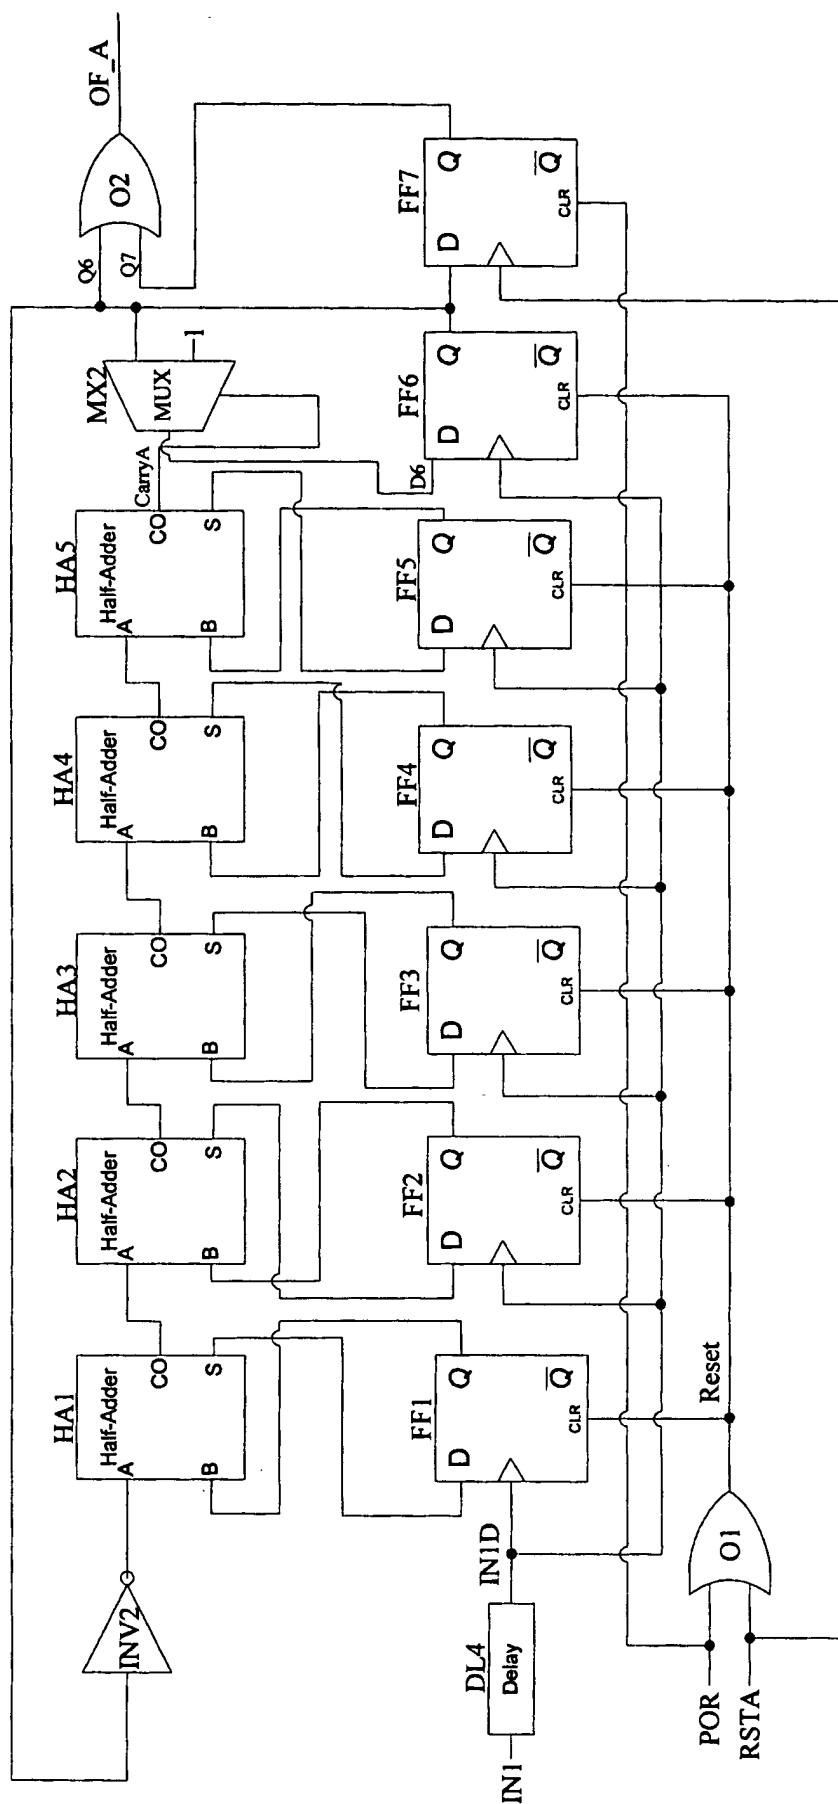 OF_A
O2
Q6
Q7
MX2
MUX
1
CarryA
D6
HA5
Half-Adder
A
B
CO
S
HA4
Half-Adder
A
B
CO
S
HA3
Half-Adder
A
B
CO
S
HA2
Half-Adder
A
B
CO
S
HA1
Half-Adder
A
B
CO
S
INV2
FF7
D
Q
Q
CLR
FF6
D
Q
Q
CLR
FF5
D
Q
Q
CLR
FF4
D
Q
Q
CLR
FF3
D
Q
Q
CLR
FF2
D
Q
Q
CLR
FF1
D
Q
Q
CLR
IN1D
DL4
Delay
IN1
Reset
O1
POR
RSTA